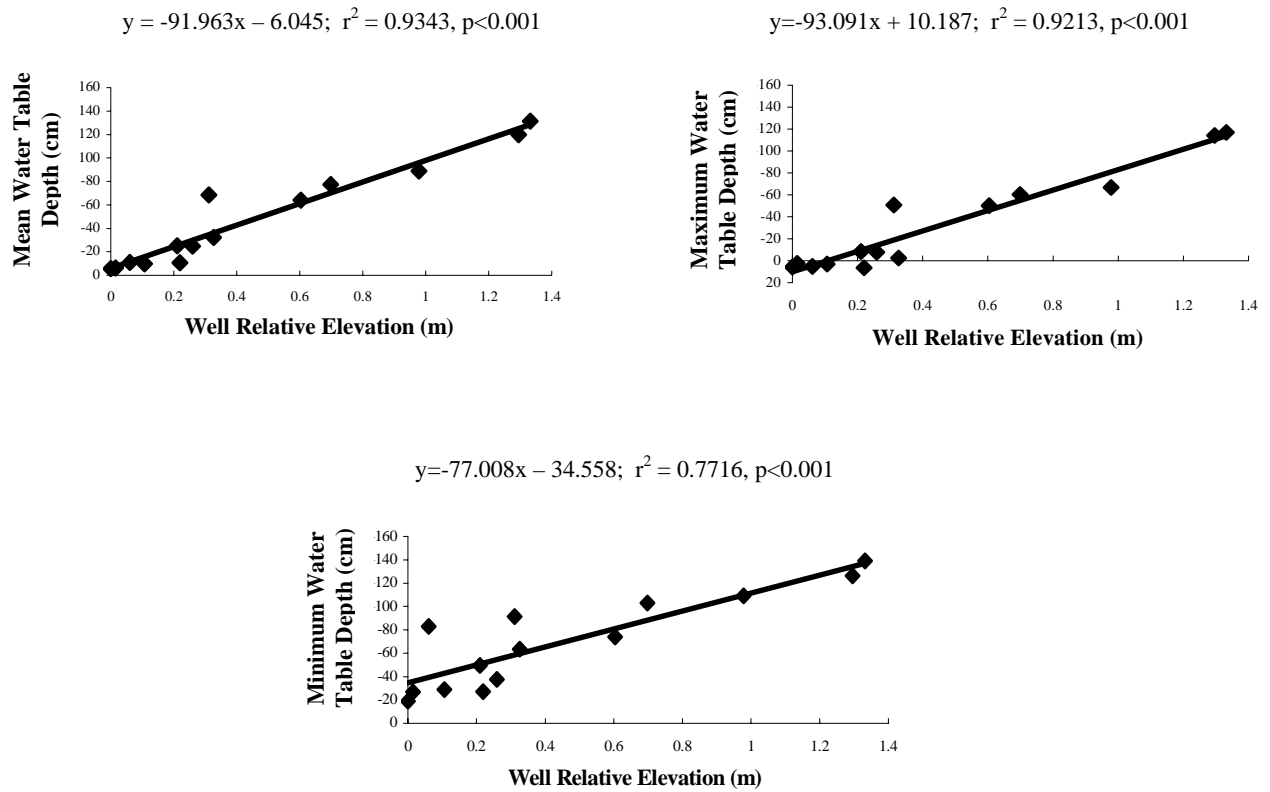 y = -91.963x – 6.045; r2 = 0.9343, p<0.001
Mean Water Table
Depth (cm)
160
140
120
100
-80
-60
-40
-20
0
0 0.2 0.4 0.6 0.8 1 1.2 1.4
Well Relative Elevation (m)
y=-93.091x + 10.187; r2 = 0.9213, p<0.001
Maximum Water
Table Depth (cm)
160
140
120
100
-80
-60
-40
-20
0
20
0 0.2 0.4 0.6 0.8 1 1.2 1.4
Well Relative Elevation (m)
y=-77.008x – 34.558; r2 = 0.7716, p<0.001
Minimum Water
Table Depth (cm)
160
140
120
100
-80
-60
-40
-20
0
0 0.2 0.4 0.6 0.8 1 1.2 1.4
Well Relative Elevation (m)